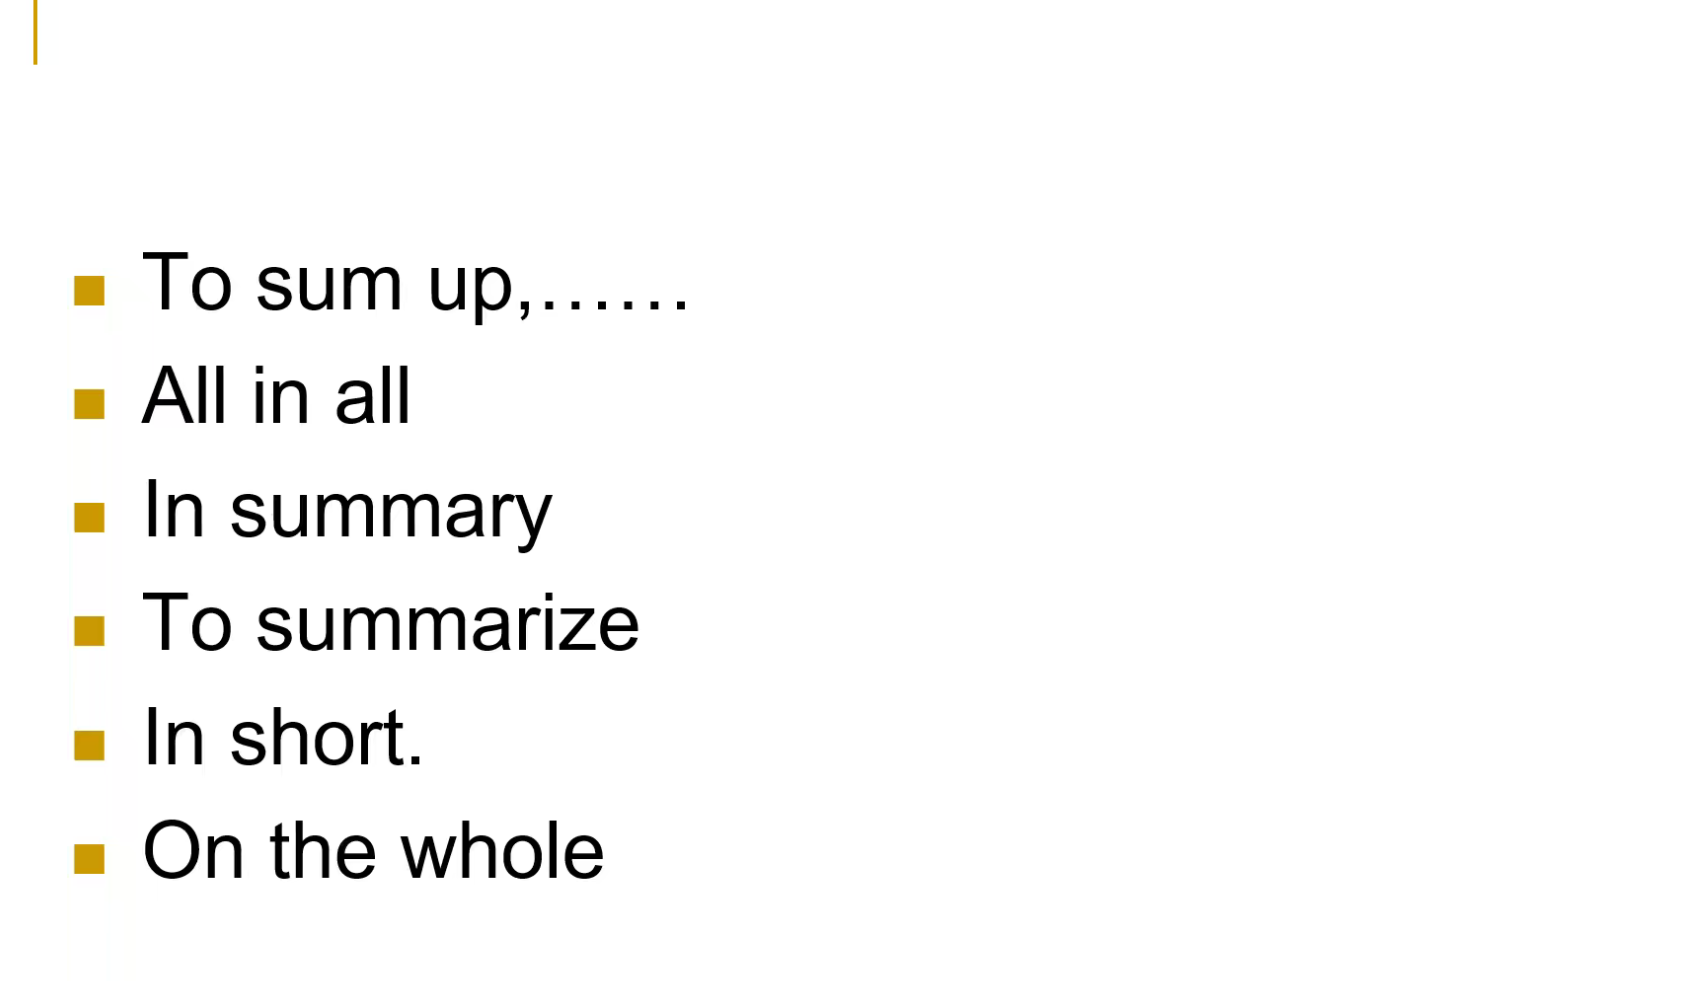 To sum up,……
All in all
In summary
To summarize
In short.
On the whole